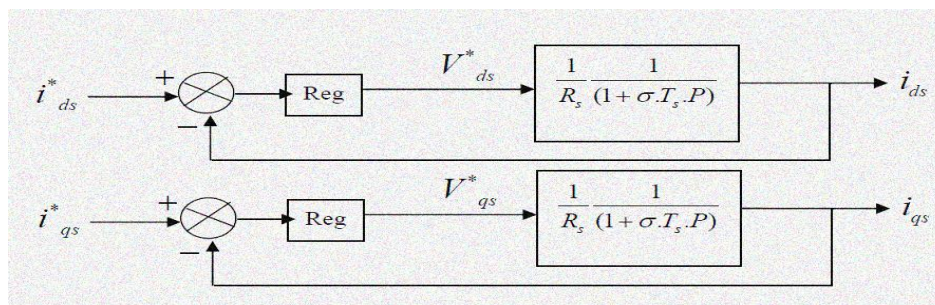 i*ds + − Reg V*ds 1/Rs 1/(1+σ.Ts.P) ids
i*qs + − Reg V*qs 1/Rs 1/(1+σ.Ts.P) iqs